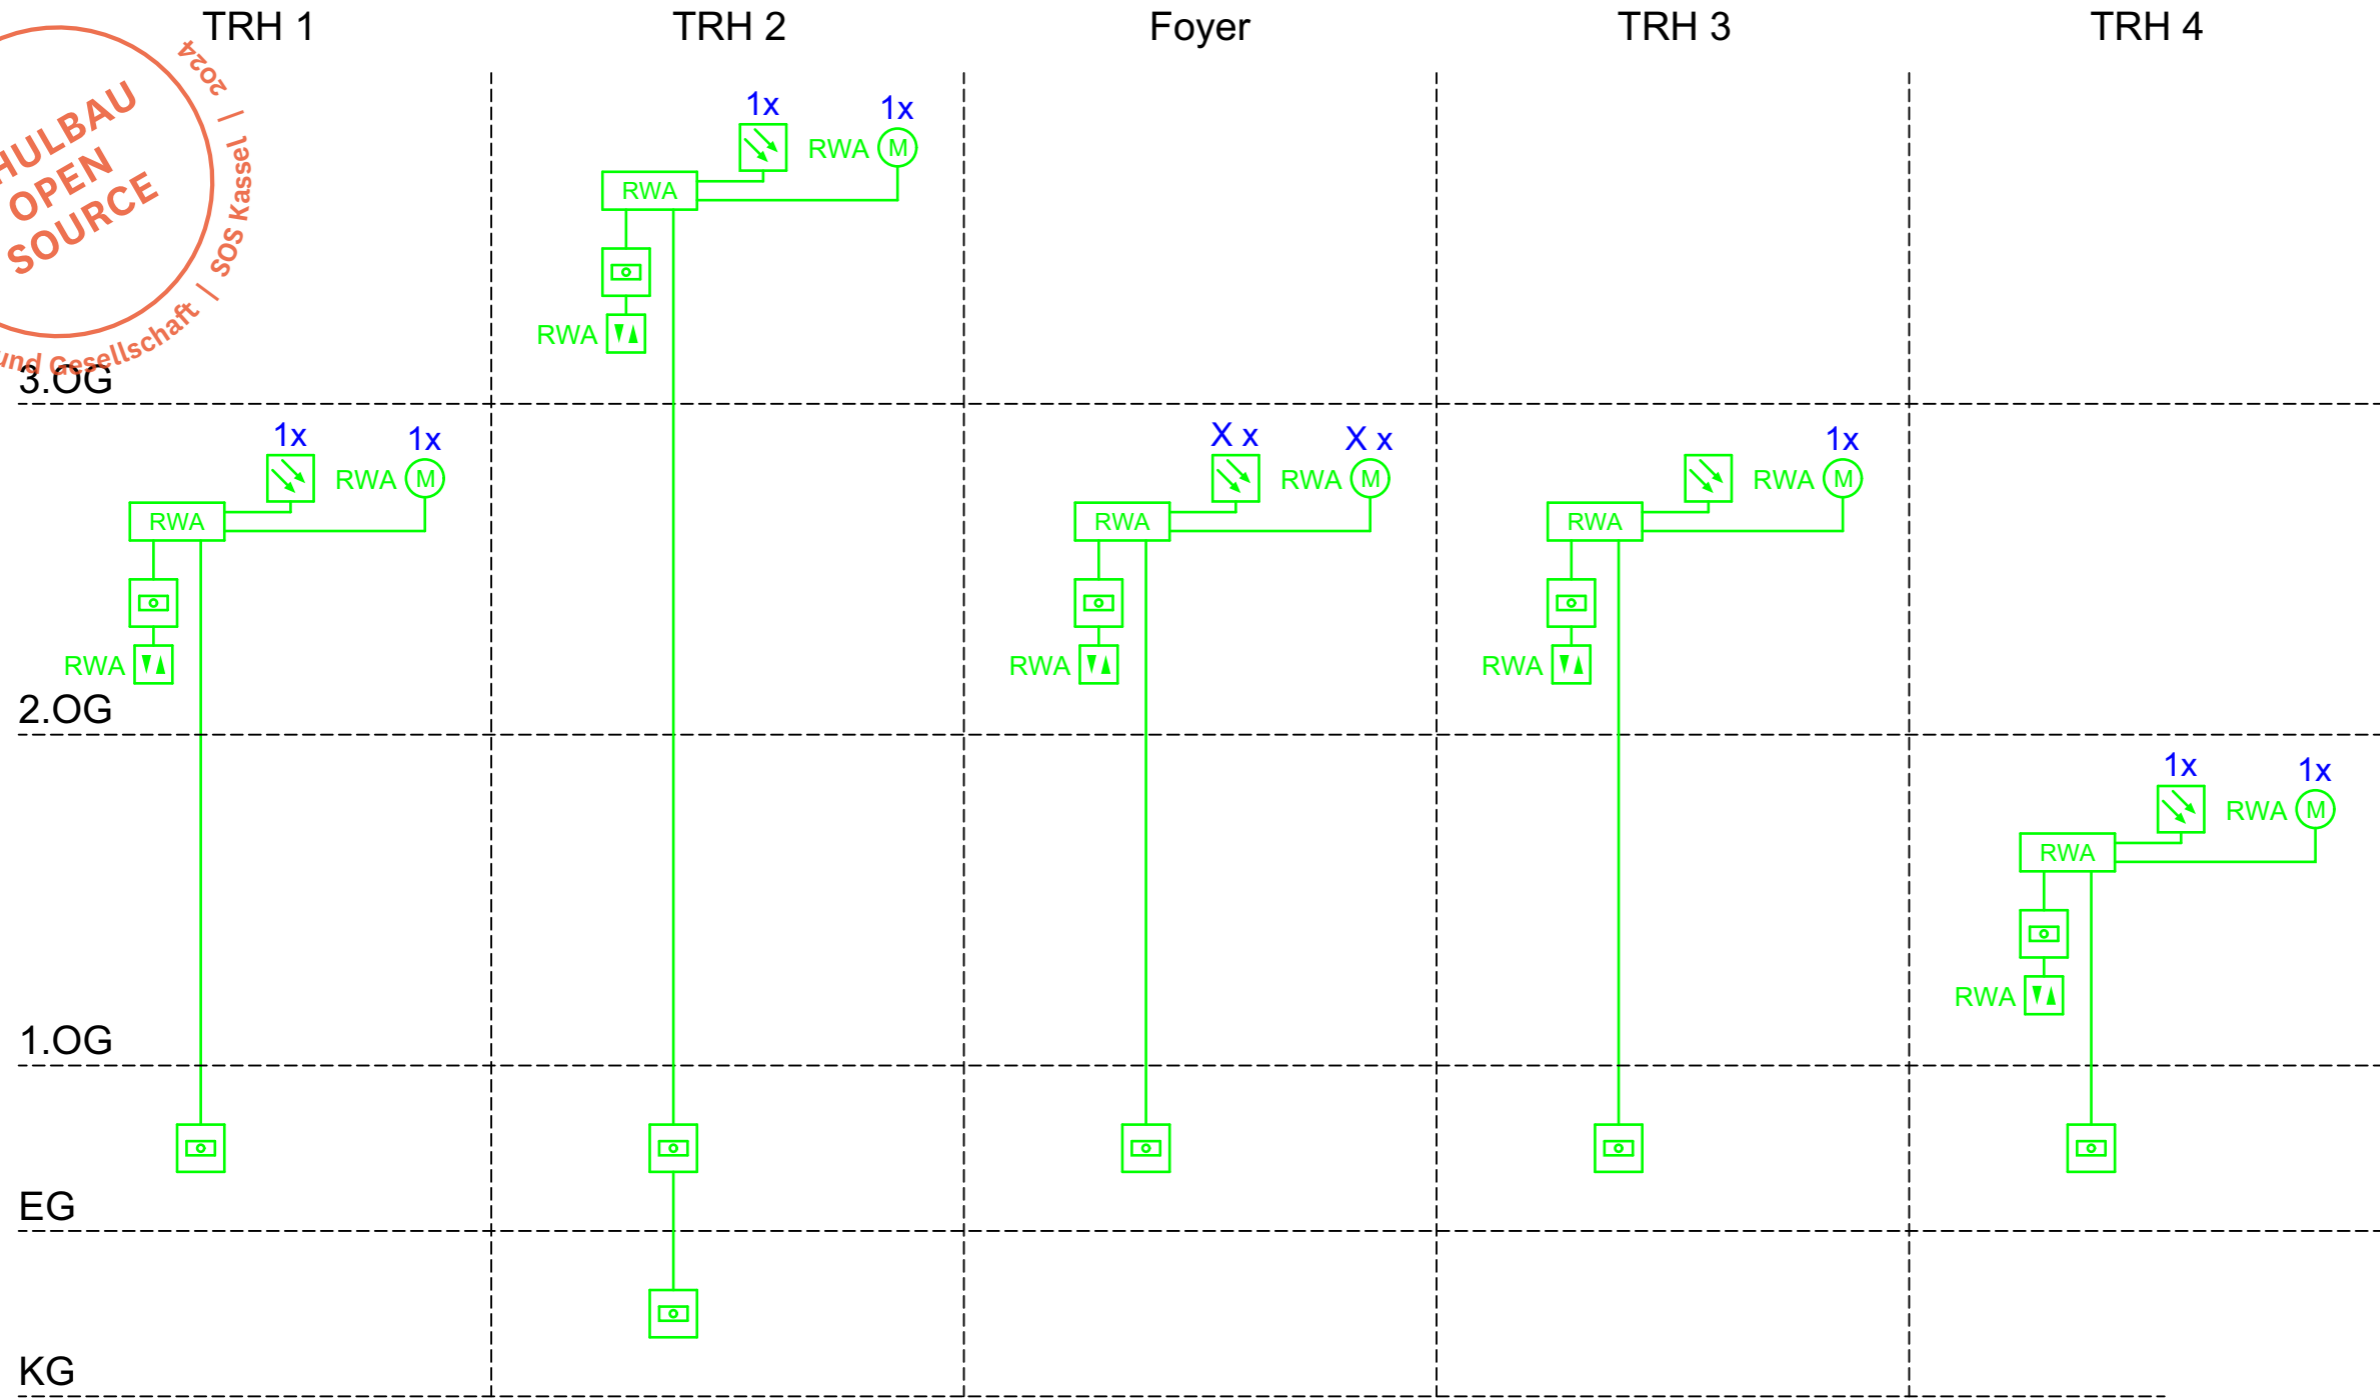 TRH 1
TRH 2
Foyer
TRH 3
TRH 4
HULBAU
OPEN
SOURCE
und Gesellschaft | SOS Kassel | 2024
1x
1x
RWA
M
RWA
RWA
3.OG
1x
1x
RWA
M
RWA
RWA
X x
X x
RWA
M
RWA
RWA
1x
RWA
M
RWA
RWA
2.OG
1x
1x
RWA
M
RWA
RWA
1.OG
EG
KG